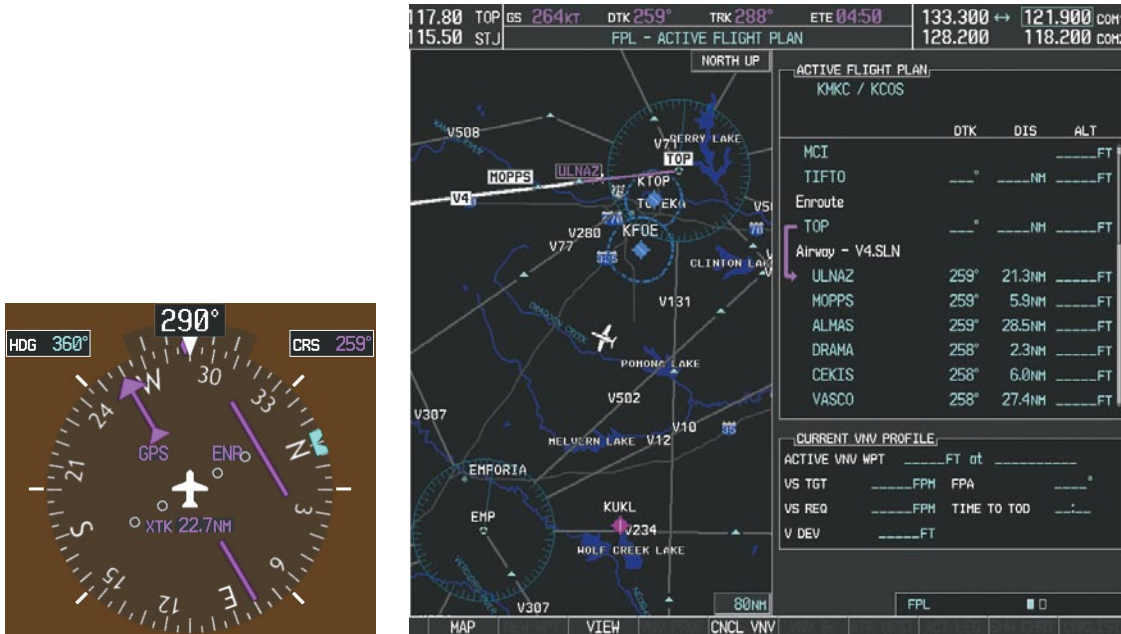 290°
HDG 360°
CRS 259°
W
30
33
24
N
GPS
ENR
21
3
XTK 22.7NM
S
6
15
12
E
117.80 TOP
115.50 STJ
GS 264KT DTK 259° TRK 288° ETE 04:50
FPL - ACTIVE FLIGHT PLAN
133.300 ↔ 121.900 COM1
128.200 118.200 COM2
NORTH UP
V508
V71
PERRY LAKE
TOP
ULNAZ
MOPPS
KTOP
V4
TOPEKA
V280
KFOE
V77
CLINTON LAKE
V131
DRAGOON CREEK
POMONA LAKE
V502
V307
V10
MELVERN LAKE V12
EMPORIA
EMP
KUKL
V234
WOLF CREEK LAKE
V307
80NM
ACTIVE FLIGHT PLAN
KMKC / KCOS
DTK DIS ALT
MCI _____FT
TIFTO ___° ____NM _____FT
Enroute
TOP ___° ____NM _____FT
Airway - V4.SLN
ULNAZ 259° 21.3NM _____FT
MOPPS 259° 5.9NM _____FT
ALMAS 259° 28.5NM _____FT
DRAMA 258° 2.3NM _____FT
CEKIS 258° 6.0NM _____FT
VASCO 258° 27.4NM _____FT
CURRENT VNV PROFILE
ACTIVE VNV WPT _____FT at __________
VS TGT _____FPM FPA ____°
VS REQ _____FPM TIME TO TOD __:__
V DEV _____FT
FPL
MAP VIEW CNCL VNV